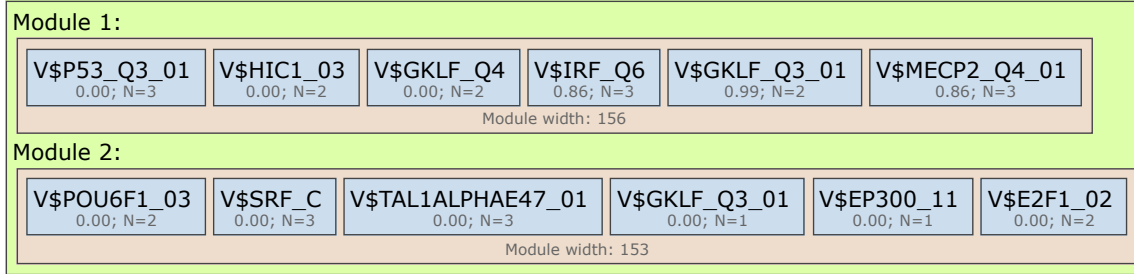 Module 1:
V$P53_Q3_01 V$HIC1_03 V$GKLF_Q4 V$IRF_Q6 V$GKLF_Q3_01 V$MECP2_Q4_01
0.00; N=3 0.00; N=2 0.00; N=2 0.86; N=3 0.99; N=2 0.86; N=3
Module width: 156
Module 2:
V$POU6F1_03 V$SRF_C V$TAL1ALPHAE47_01 V$GKLF_Q3_01 V$EP300_11 V$E2F1_02
0.00; N=2 0.00; N=3 0.00; N=3 0.00; N=1 0.00; N=1 0.00; N=2
Module width: 153